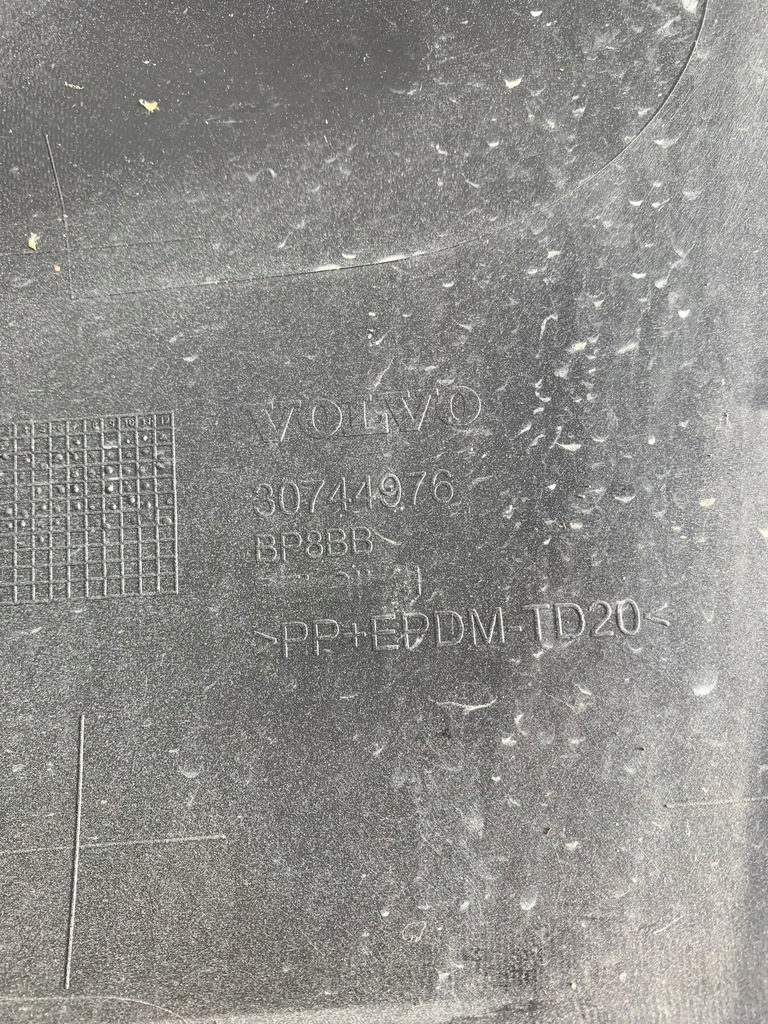 VOLVO
30744976
BP8BB
>PP+EPDM-TD20<